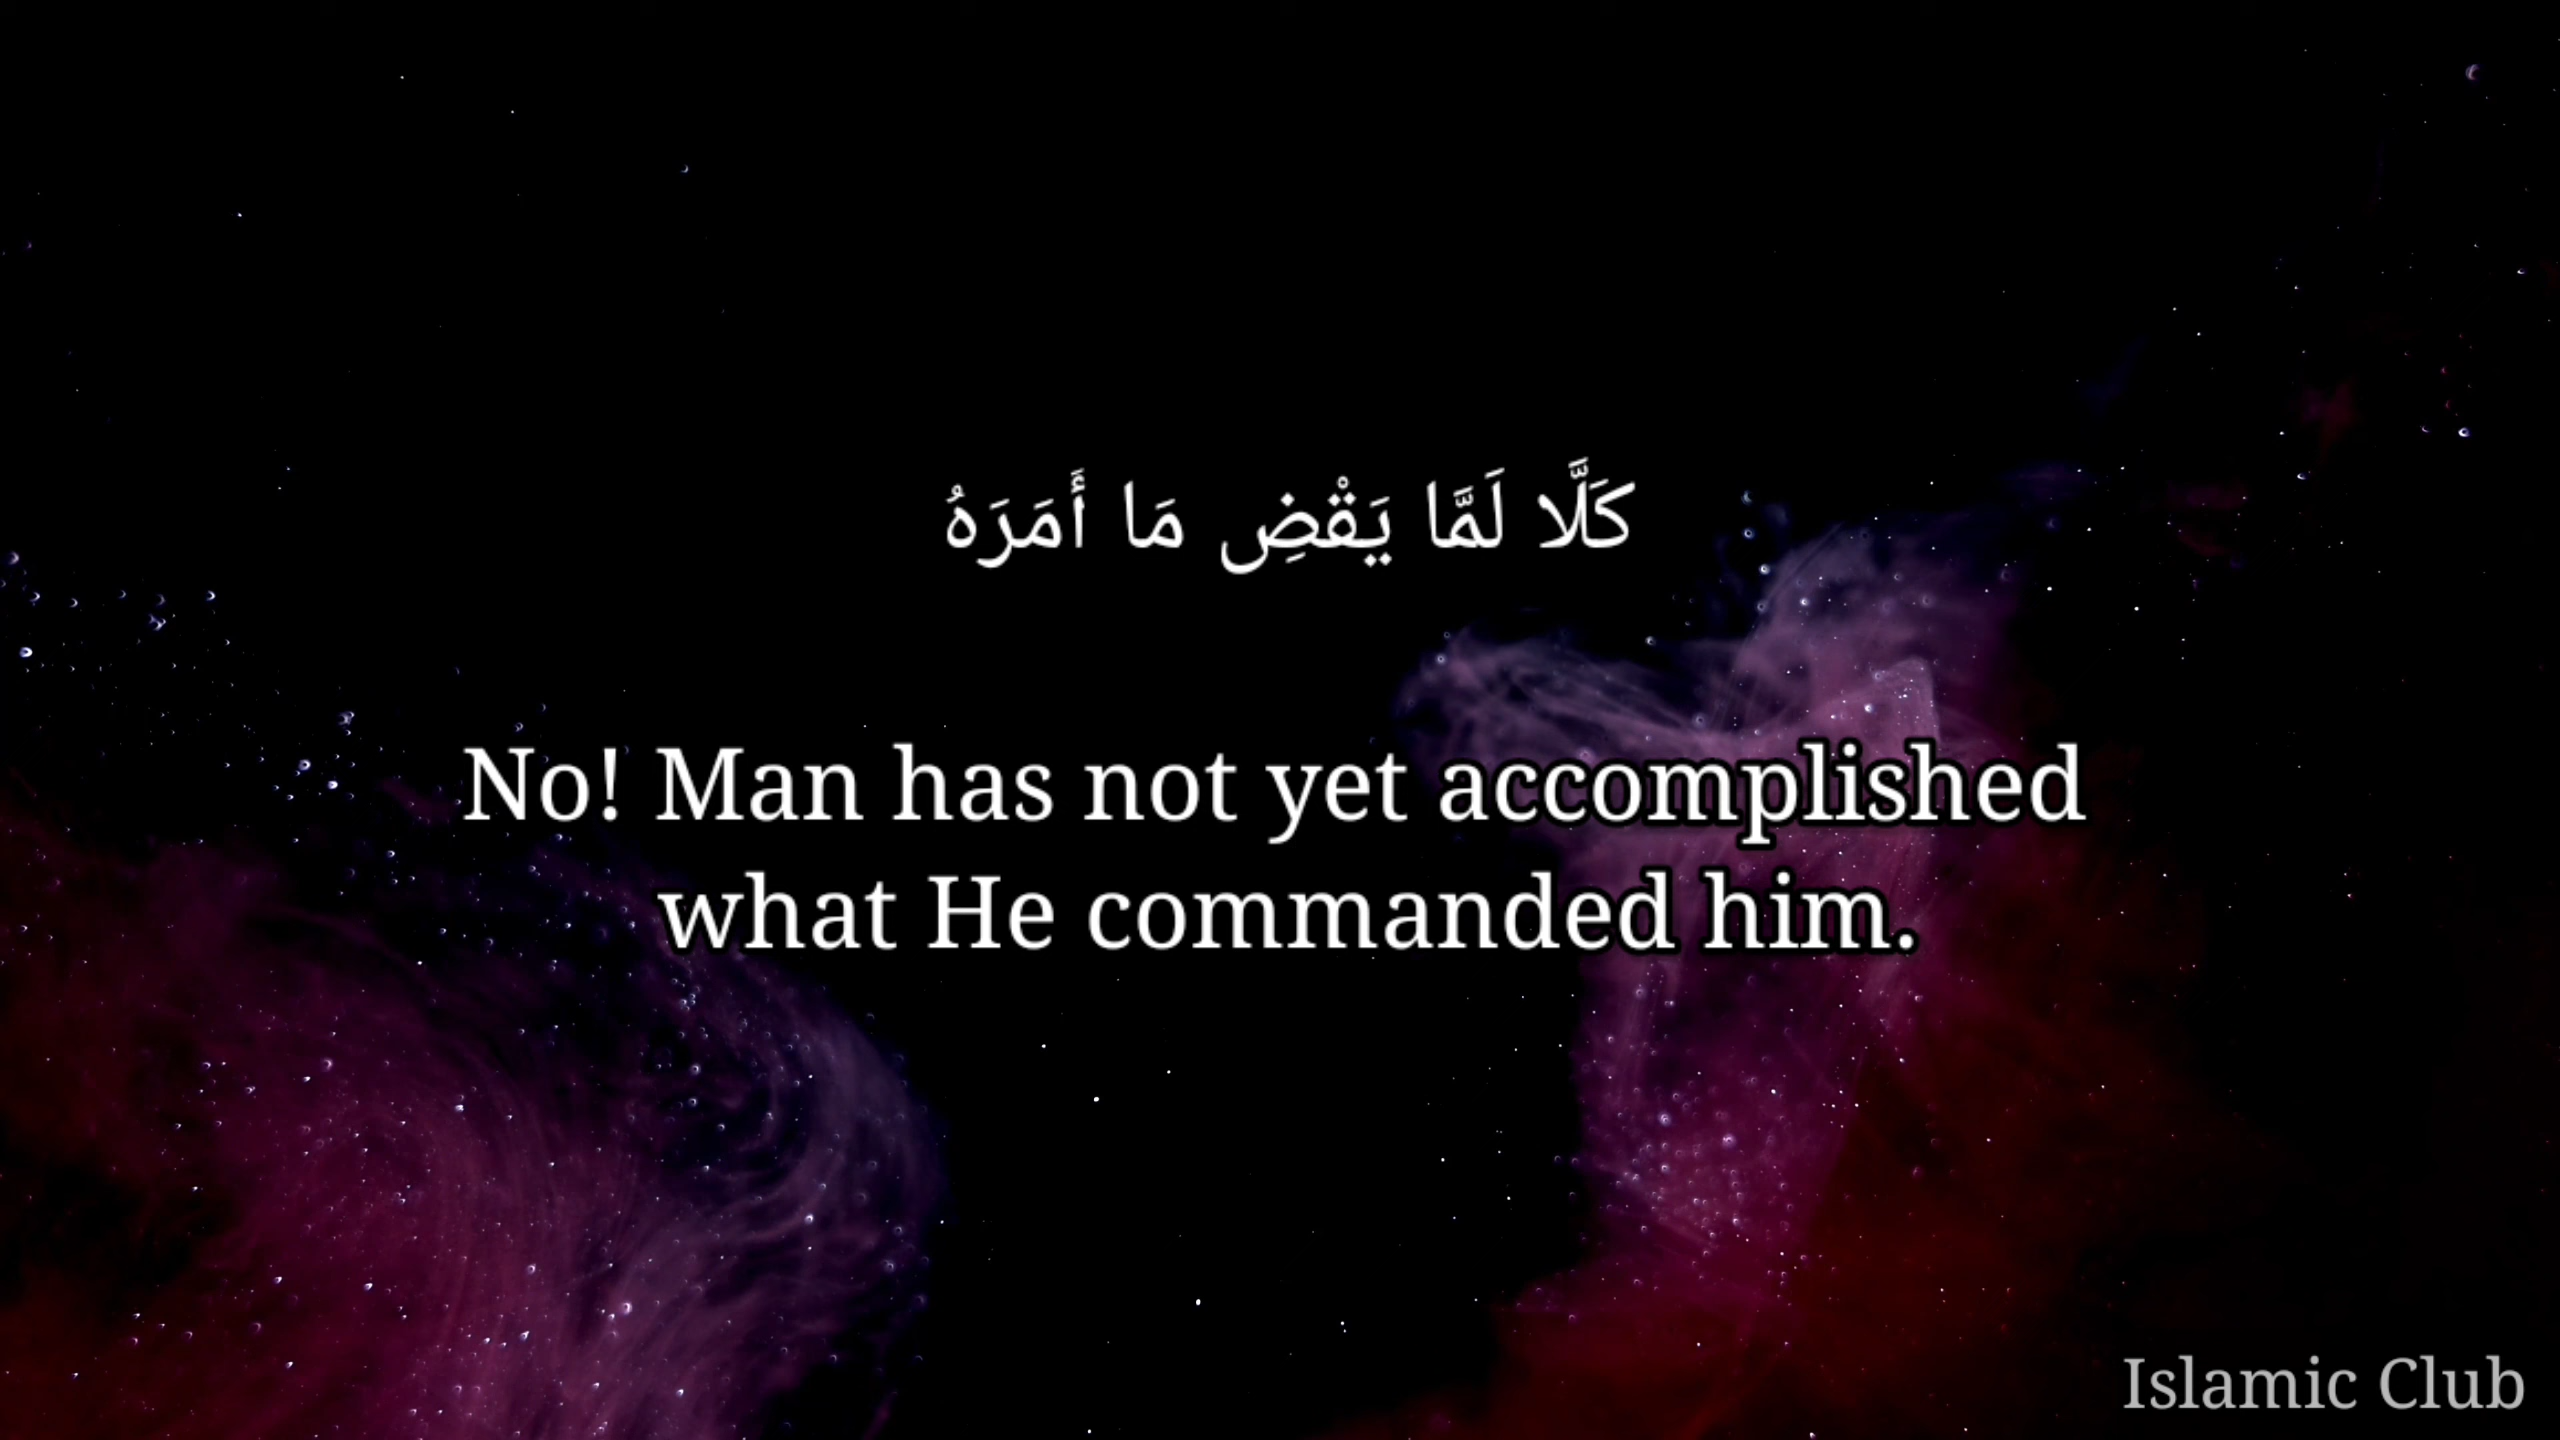 كَلَّا لَمَّا يَقْضِ مَا أَمَرَهُ
No! Man has not yet accomplished
what He commanded him.
Islamic Club